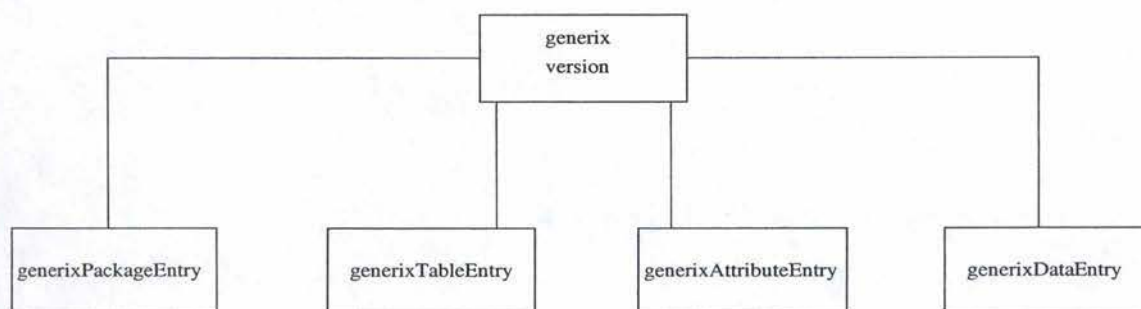 generix
version
generixPackageEntry
generixTableEntry
generixAttributeEntry
generixDataEntry